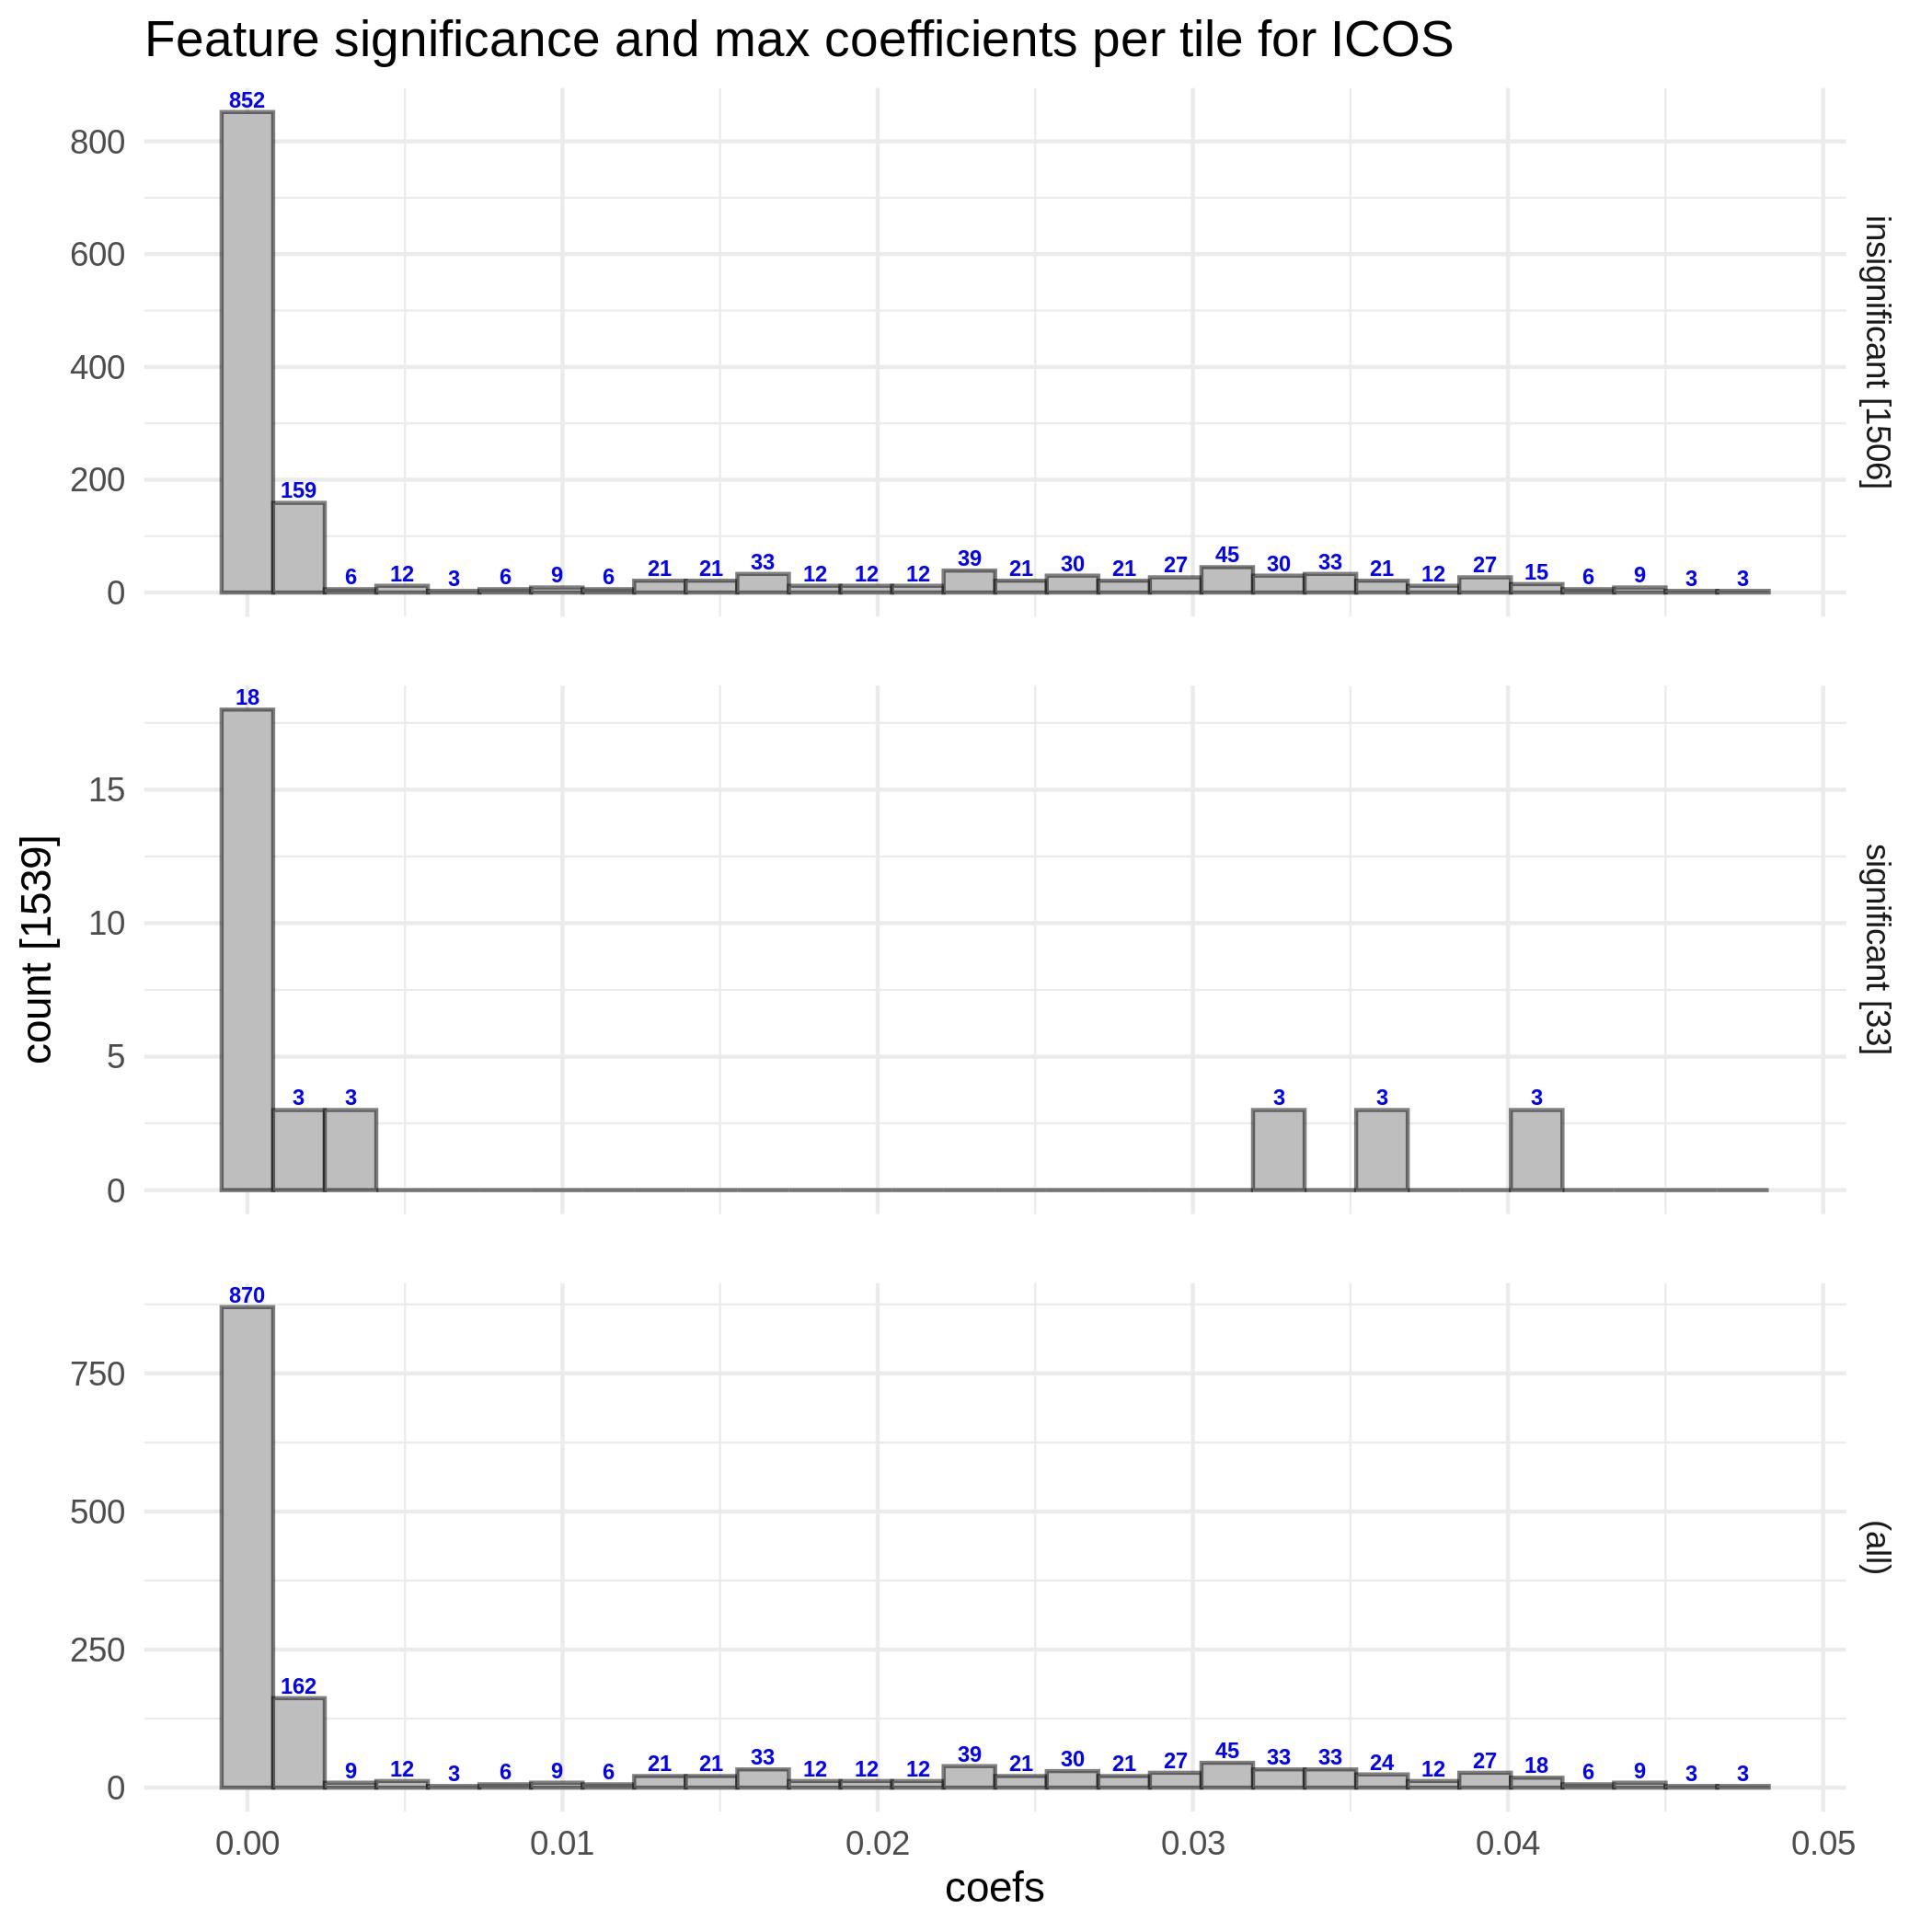 Feature significance and max coefficients per tile for ICOS
852
800
600
400
200
0
159
6 12 3 6 9 6 21 21 33 12 12 12 39 21 30 21 27 45 30 33 21 12 27 15 6 9 3 3
insignificant [1506]
count [1539]
18
15
10
5
0
3 3 3 3 3
significant [33]
870
750
500
250
0
162
9 12 3 6 9 6 21 21 33 12 12 12 39 21 30 21 27 45 33 33 24 12 27 18 6 9 3 3
(all)
0.00 0.01 0.02 0.03 0.04 0.05
coefs